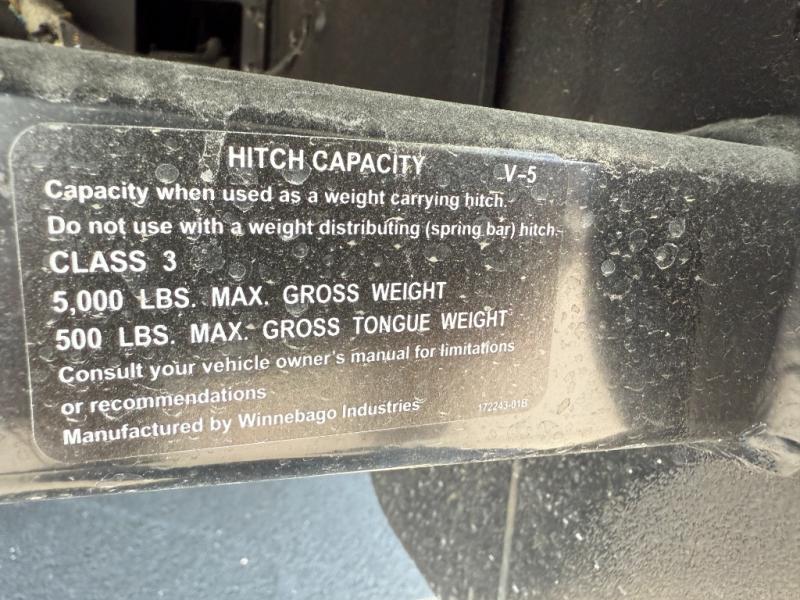 HITCH CAPACITY V-5
Capacity when used as a weight carrying hitch.
Do not use with a weight distributing (spring bar) hitch.
CLASS 3
5,000 LBS. MAX. GROSS WEIGHT
500 LBS. MAX. GROSS TONGUE WEIGHT
Consult your vehicle owner's manual for limitations
or recommendations
Manufactured by Winnebago Industries 172243-01B